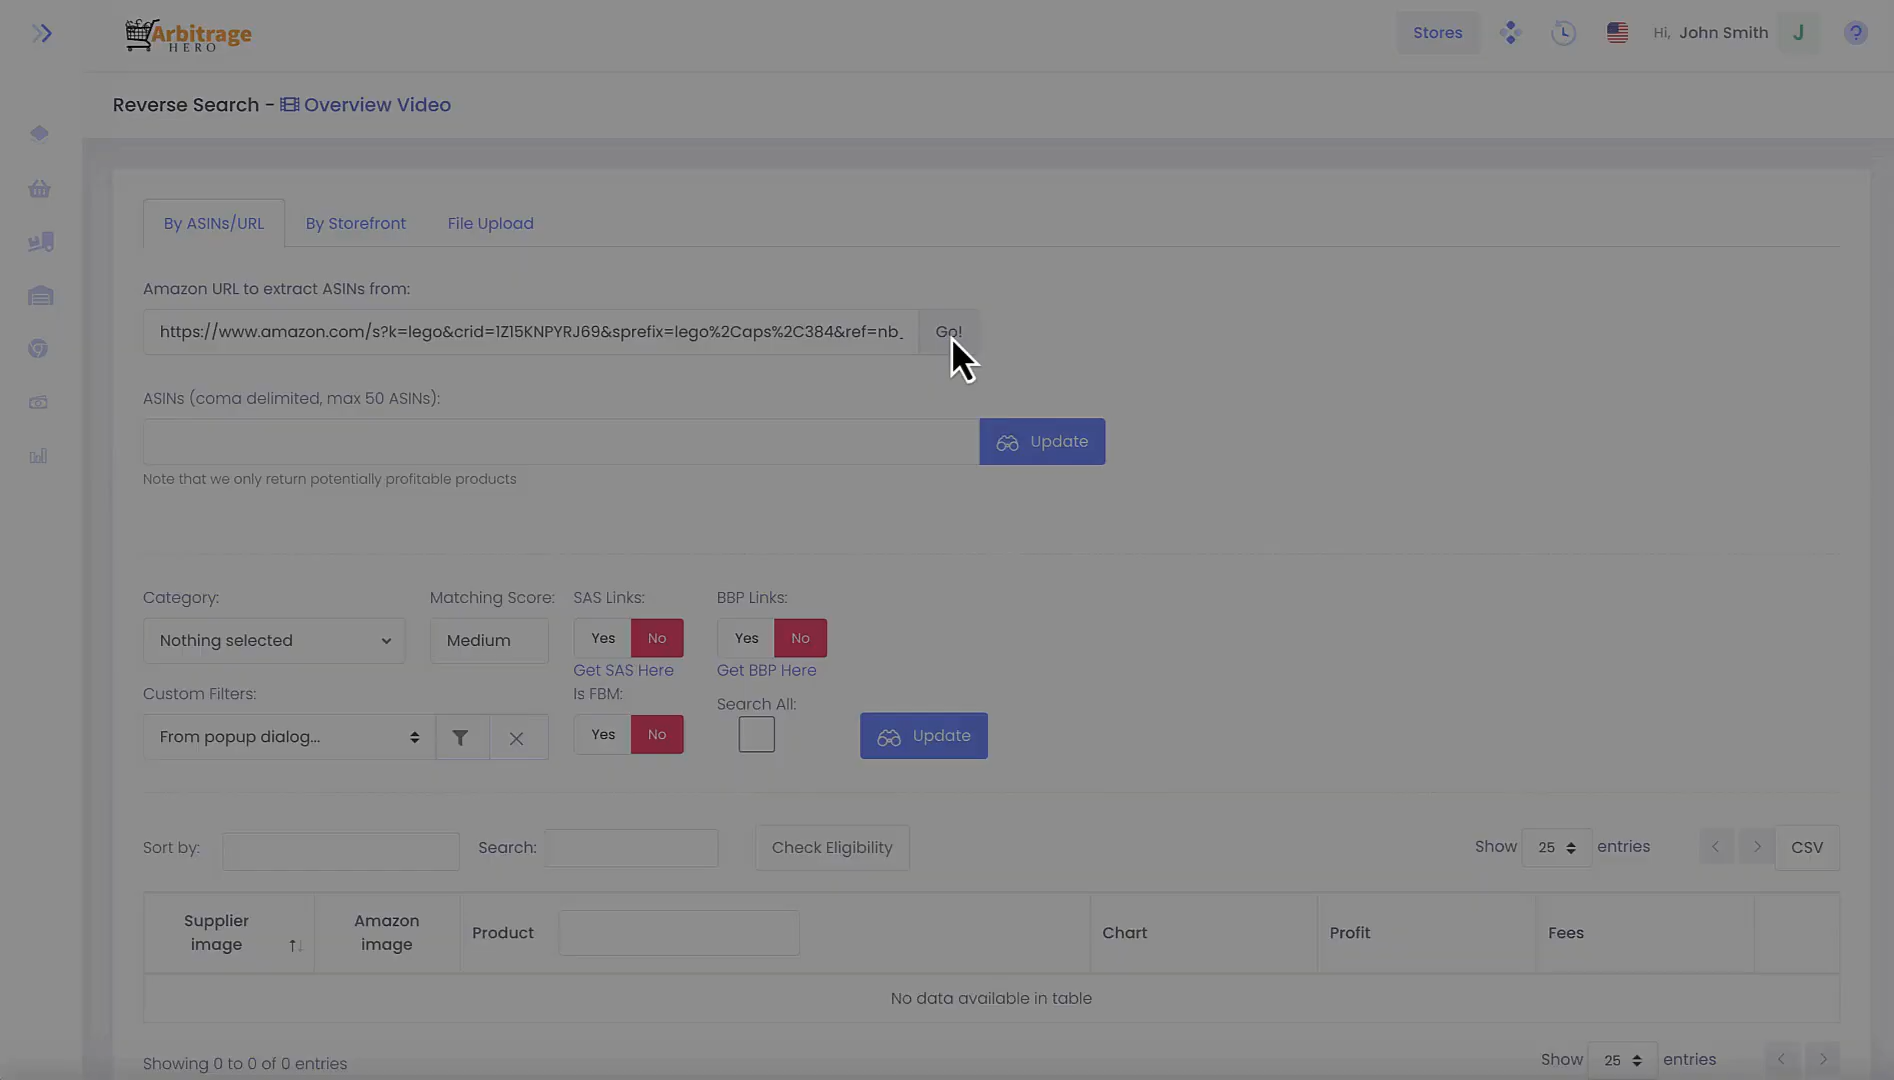 Arbitrage
HERO
Stores
Hi, John Smith
J
?
Reverse Search - Overview Video
By ASINs/URL
By Storefront
File Upload
Amazon URL to extract ASINs from:
https://www.amazon.com/s?k=lego&crid=1Z15KNPYRJ69&sprefix=lego%2Caps%2C384&ref=nb_
Go!
ASINs (coma delimited, max 50 ASINs):
Update
Note that we only return potentially profitable products
Category:
Matching Score:
SAS Links:
BBP Links:
Nothing selected
Medium
Yes No
Yes No
Get SAS Here
Get BBP Here
Custom Filters:
Is FBM:
Search All:
From popup dialog...
Yes No
Update
Sort by:
Search:
Check Eligibility
Show 25 entries
CSV
Supplier image
Amazon image
Product
Chart
Profit
Fees
No data available in table
Showing 0 to 0 of 0 entries
Show 25 entries